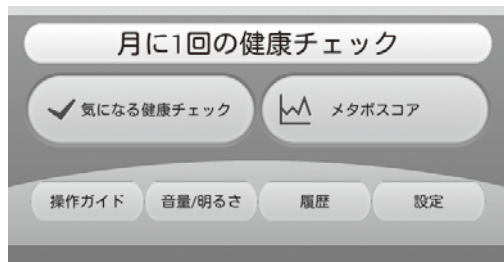 月に1回の健康チェック
気になる健康チェック
メタボスコア
操作ガイド
音量/明るさ
履歴
設定